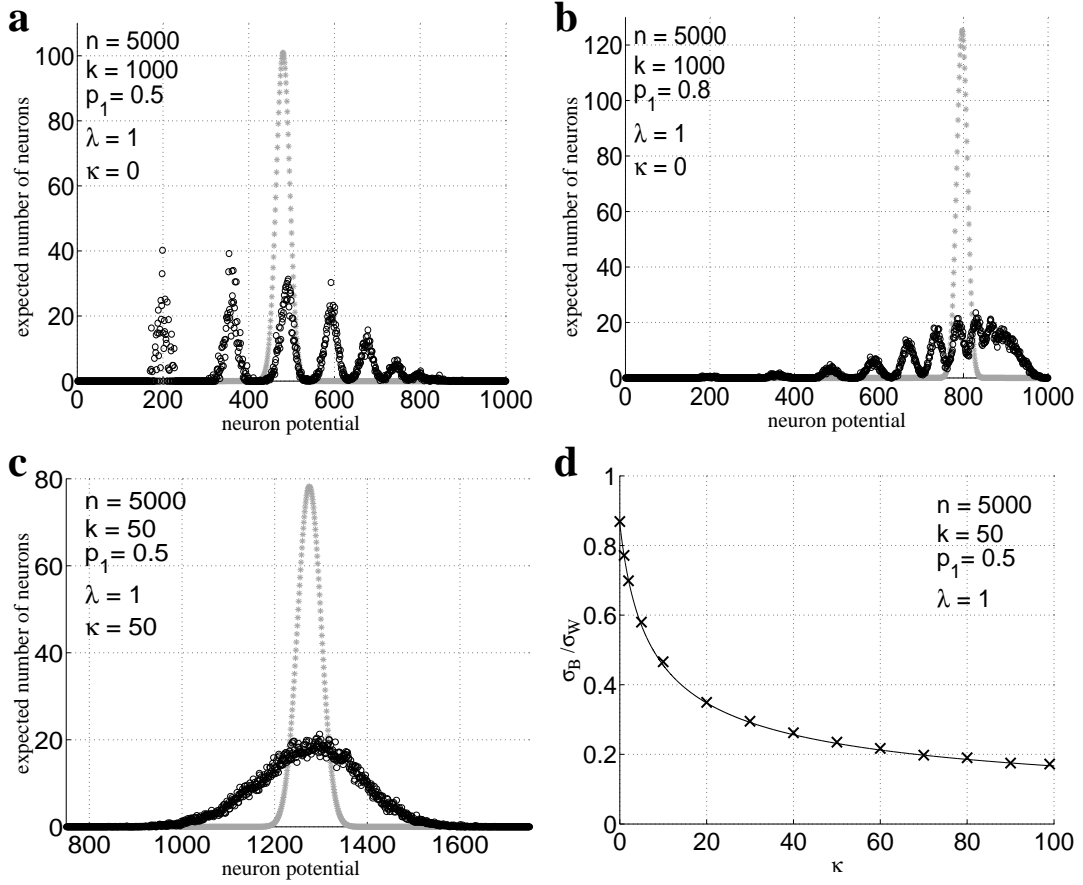 a
n = 5000
k = 1000
p1 = 0.5
λ = 1
κ = 0
expected number of neurons
100
80
60
40
20
0
0 200 400 600 800 1000
neuron potential
b
n = 5000
k = 1000
p1 = 0.8
λ = 1
κ = 0
expected number of neurons
120
100
80
60
40
20
0
0 200 400 600 800 1000
neuron potential
c
n = 5000
k = 50
p1 = 0.5
λ = 1
κ = 50
expected number of neurons
80
60
40
20
0
800 1000 1200 1400 1600
neuron potential
d
n = 5000
k = 50
p1 = 0.5
λ = 1
σB /σW
1
0.8
0.6
0.4
0.2
0
0 20 40 60 80 100
κ